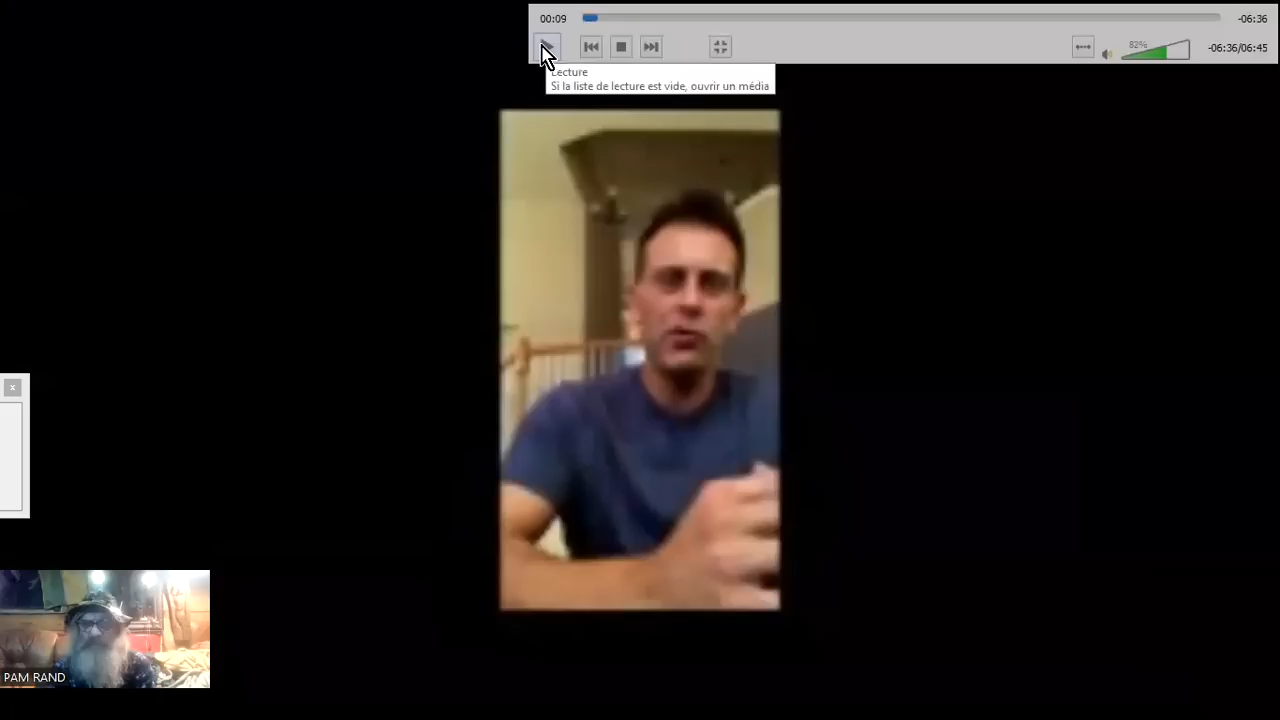 00:09
-06:36
82%
-06:36/06:45
Lecture
Si la liste de lecture est vide, ouvrir un média
x
PAM RAND